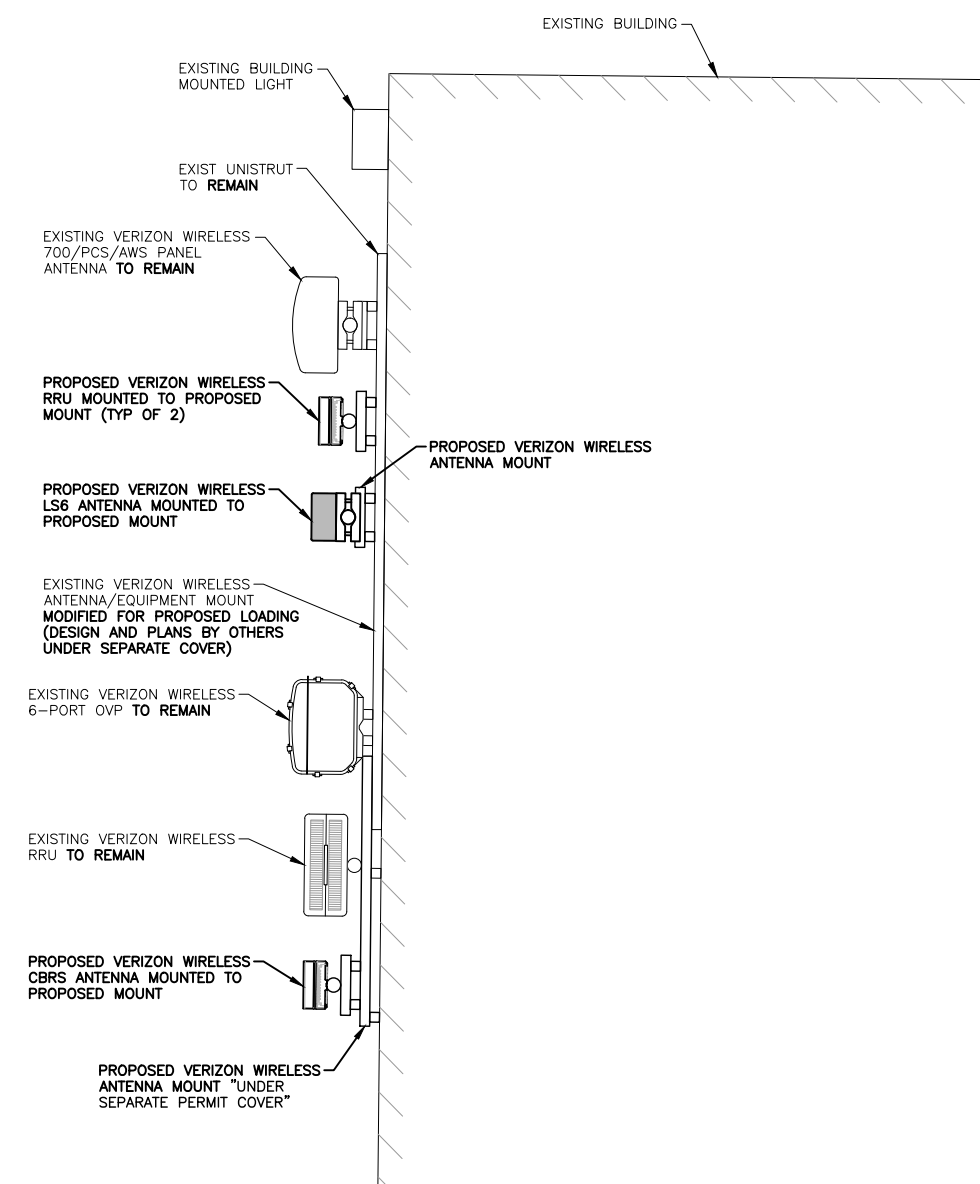 EXISTING BUILDING
EXISTING BUILDING
MOUNTED LIGHT
EXIST UNISTRUT
TO REMAIN
EXISTING VERIZON WIRELESS
700/PCS/AWS PANEL
ANTENNA TO REMAIN
PROPOSED VERIZON WIRELESS
RRU MOUNTED TO PROPOSED
MOUNT (TYP OF 2)
PROPOSED VERIZON WIRELESS
ANTENNA MOUNT
PROPOSED VERIZON WIRELESS
LS6 ANTENNA MOUNTED TO
PROPOSED MOUNT
EXISTING VERIZON WIRELESS
ANTENNA/EQUIPMENT MOUNT
MODIFIED FOR PROPOSED LOADING
(DESIGN AND PLANS BY OTHERS
UNDER SEPARATE COVER)
EXISTING VERIZON WIRELESS
6-PORT OVP TO REMAIN
EXISTING VERIZON WIRELESS
RRU TO REMAIN
PROPOSED VERIZON WIRELESS
CBRS ANTENNA MOUNTED TO
PROPOSED MOUNT
PROPOSED VERIZON WIRELESS
ANTENNA MOUNT "UNDER
SEPARATE PERMIT COVER"